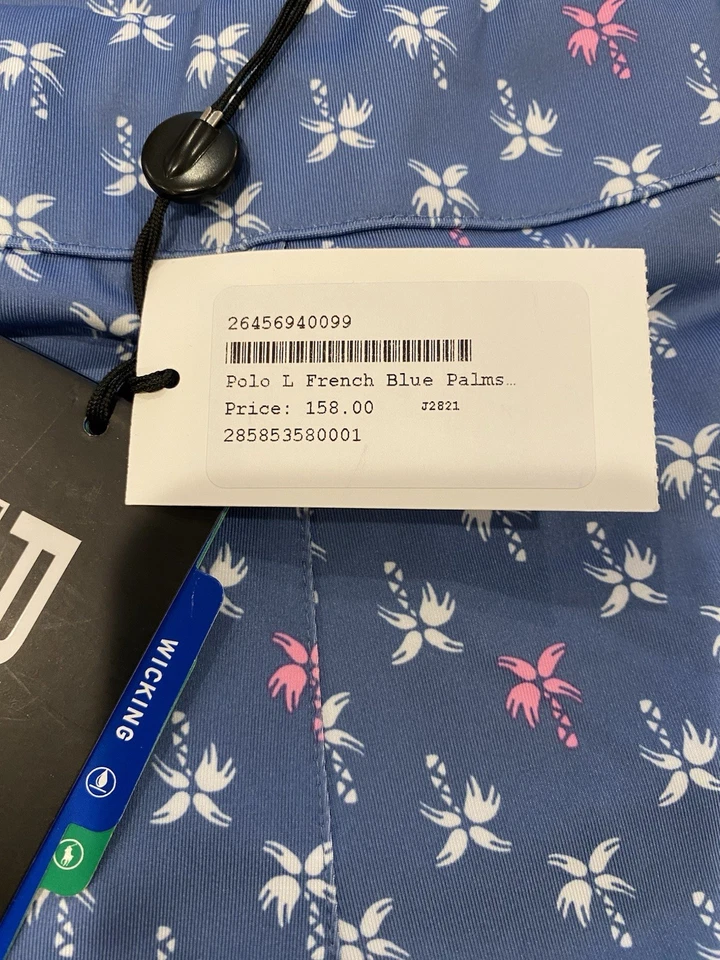 26456940099
Polo L French Blue Palms…
Price: 158.00 J2821
285853580001
WICKING